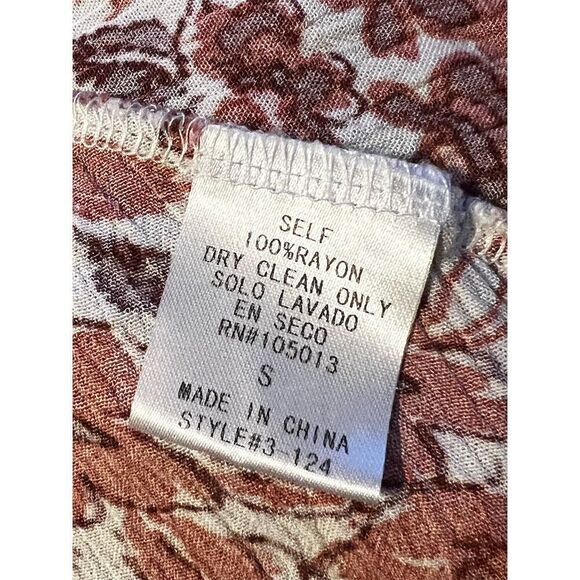 SELF
100%RAYON
DRY CLEAN ONLY
SOLO LAVADO
EN SECO
RN#105013
S
MADE IN CHINA
STYLE#3-124